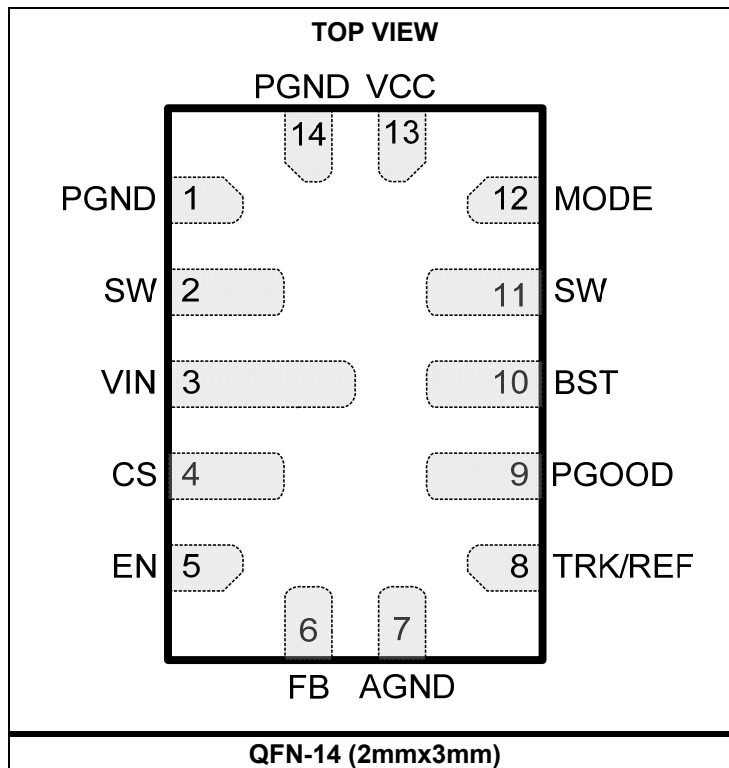 TOP VIEW
PGND VCC
14 13
PGND 1 12 MODE
SW 2 11 SW
VIN 3 10 BST
CS 4 9 PGOOD
EN 5 8 TRK/REF
6 7
FB AGND
QFN-14 (2mmx3mm)